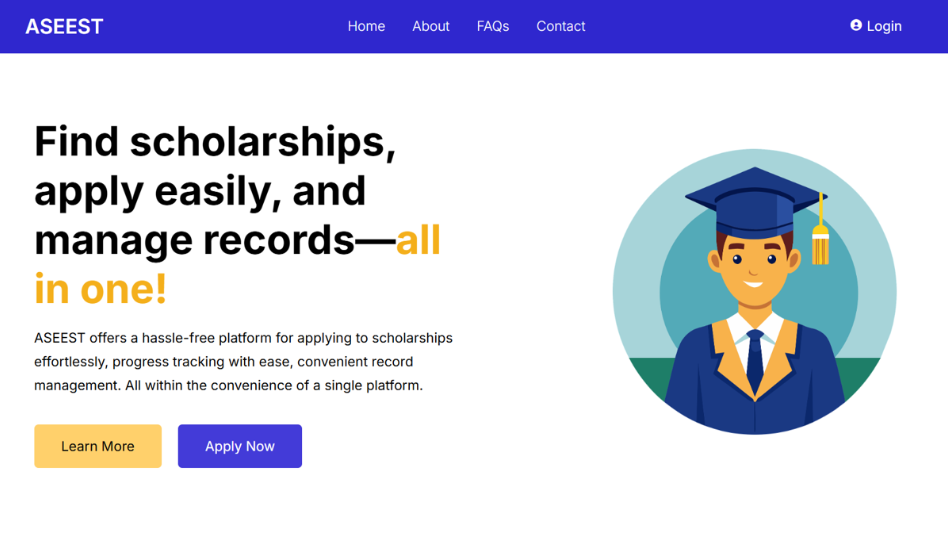 ASEEST
Home
About
FAQs
Contact
Login
Find scholarships,
apply easily, and
manage records—all
in one!
ASEEST offers a hassle-free platform for applying to scholarships
effortlessly, progress tracking with ease, convenient record
management. All within the convenience of a single platform.
Learn More
Apply Now